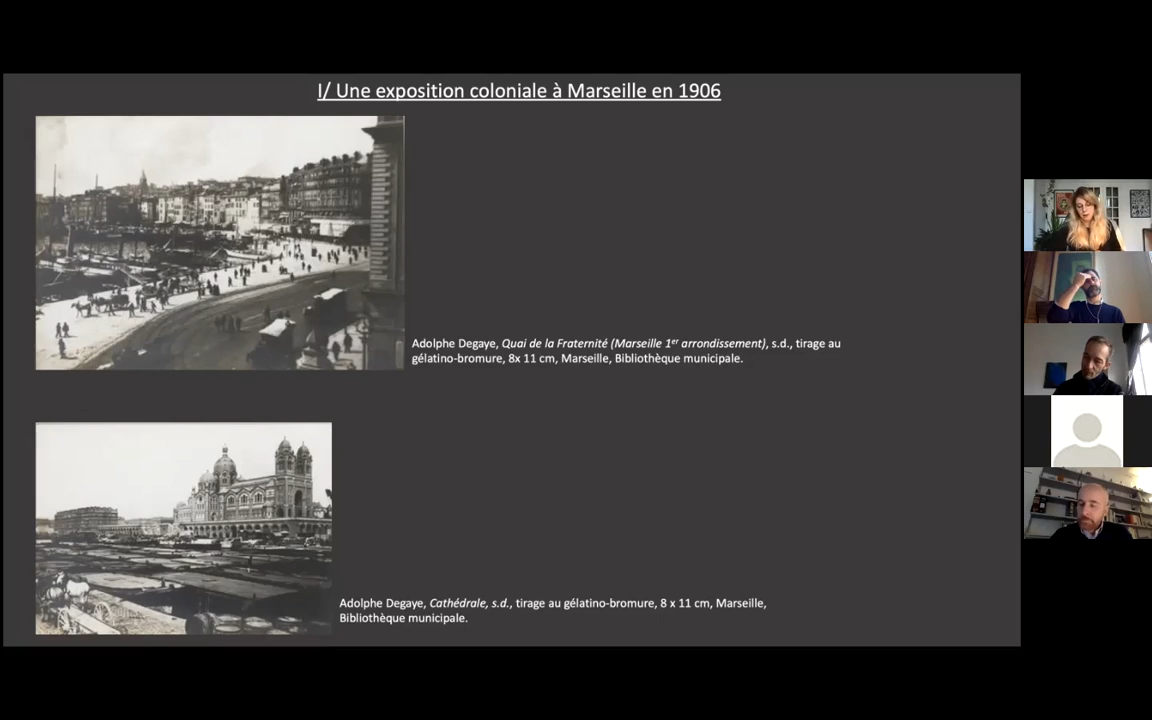 I/ Une exposition coloniale à Marseille en 1906
Adolphe Degaye, Quai de la Fraternité (Marseille 1er arrondissement), s.d., tirage au
gélatino-bromure, 8x 11 cm, Marseille, Bibliothèque municipale.
Adolphe Degaye, Cathédrale, s.d., tirage au gélatino-bromure, 8 x 11 cm, Marseille,
Bibliothèque municipale.